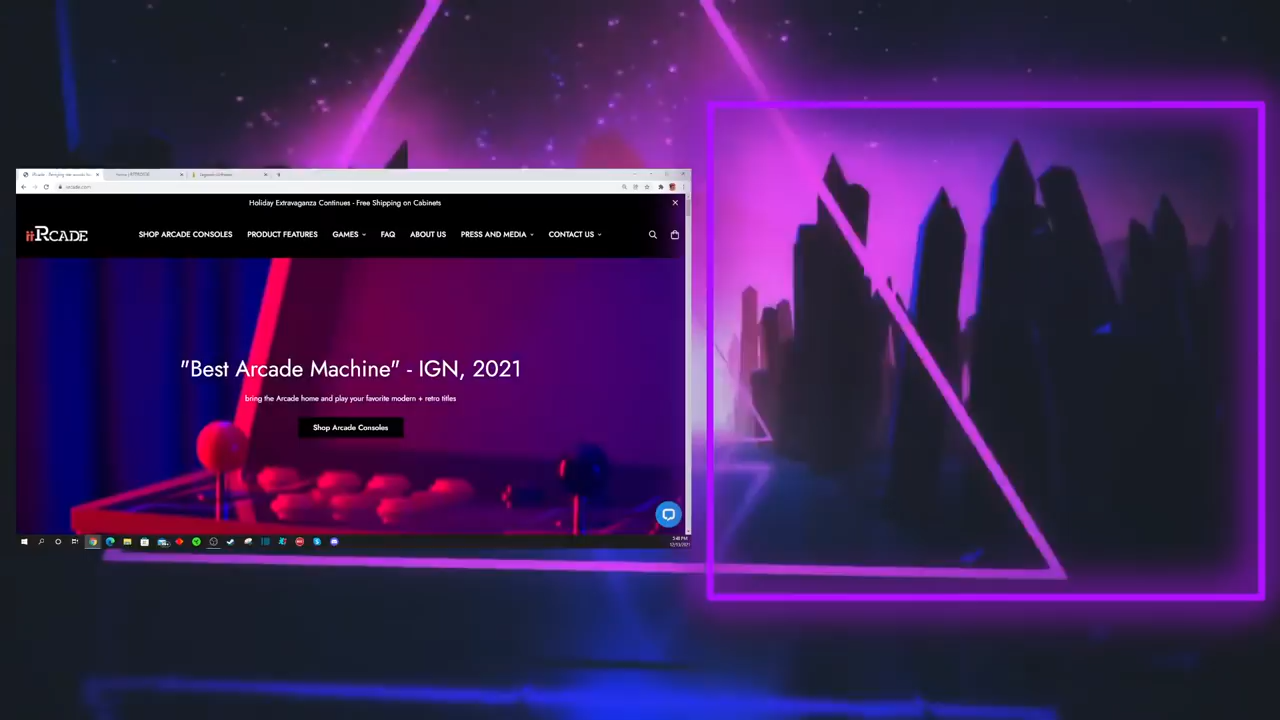 Holiday Extravaganza Continues - Free Shipping on Cabinets
iiRCADE
SHOP ARCADE CONSOLES PRODUCT FEATURES GAMES FAQ ABOUT US PRESS AND MEDIA CONTACT US
"Best Arcade Machine" - IGN, 2021
bring the Arcade home and play your favorite modern + retro titles
Shop Arcade Consoles